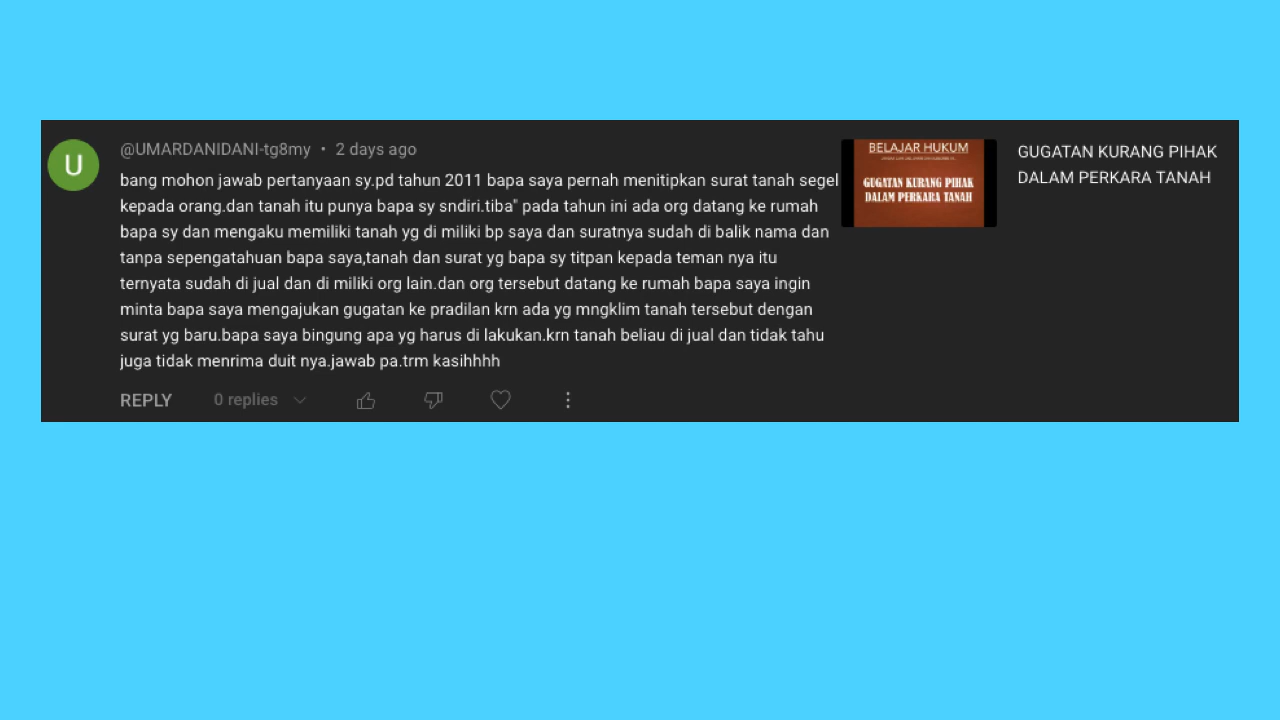 U
@UMARDANIDANI-tg8my • 2 days ago
bang mohon jawab pertanyaan sy.pd tahun 2011 bapa saya pernah menitipkan surat tanah segel
kepada orang.dan tanah itu punya bapa sy sndiri.tiba" pada tahun ini ada org datang ke rumah
bapa sy dan mengaku memiliki tanah yg di miliki bp saya dan suratnya sudah di balik nama dan
tanpa sepengatahuan bapa saya,tanah dan surat yg bapa sy titpan kepada teman nya itu
ternyata sudah di jual dan di miliki org lain.dan org tersebut datang ke rumah bapa saya ingin
minta bapa saya mengajukan gugatan ke pradilan krn ada yg mngklim tanah tersebut dengan
surat yg baru.bapa saya bingung apa yg harus di lakukan.krn tanah beliau di jual dan tidak tahu
juga tidak menrima duit nya.jawab pa.trm kasihhhh
REPLY 0 replies
BELAJAR HUKUM
GUGATAN KURANG PIHAK
DALAM PERKARA TANAH
GUGATAN KURANG PIHAK
DALAM PERKARA TANAH